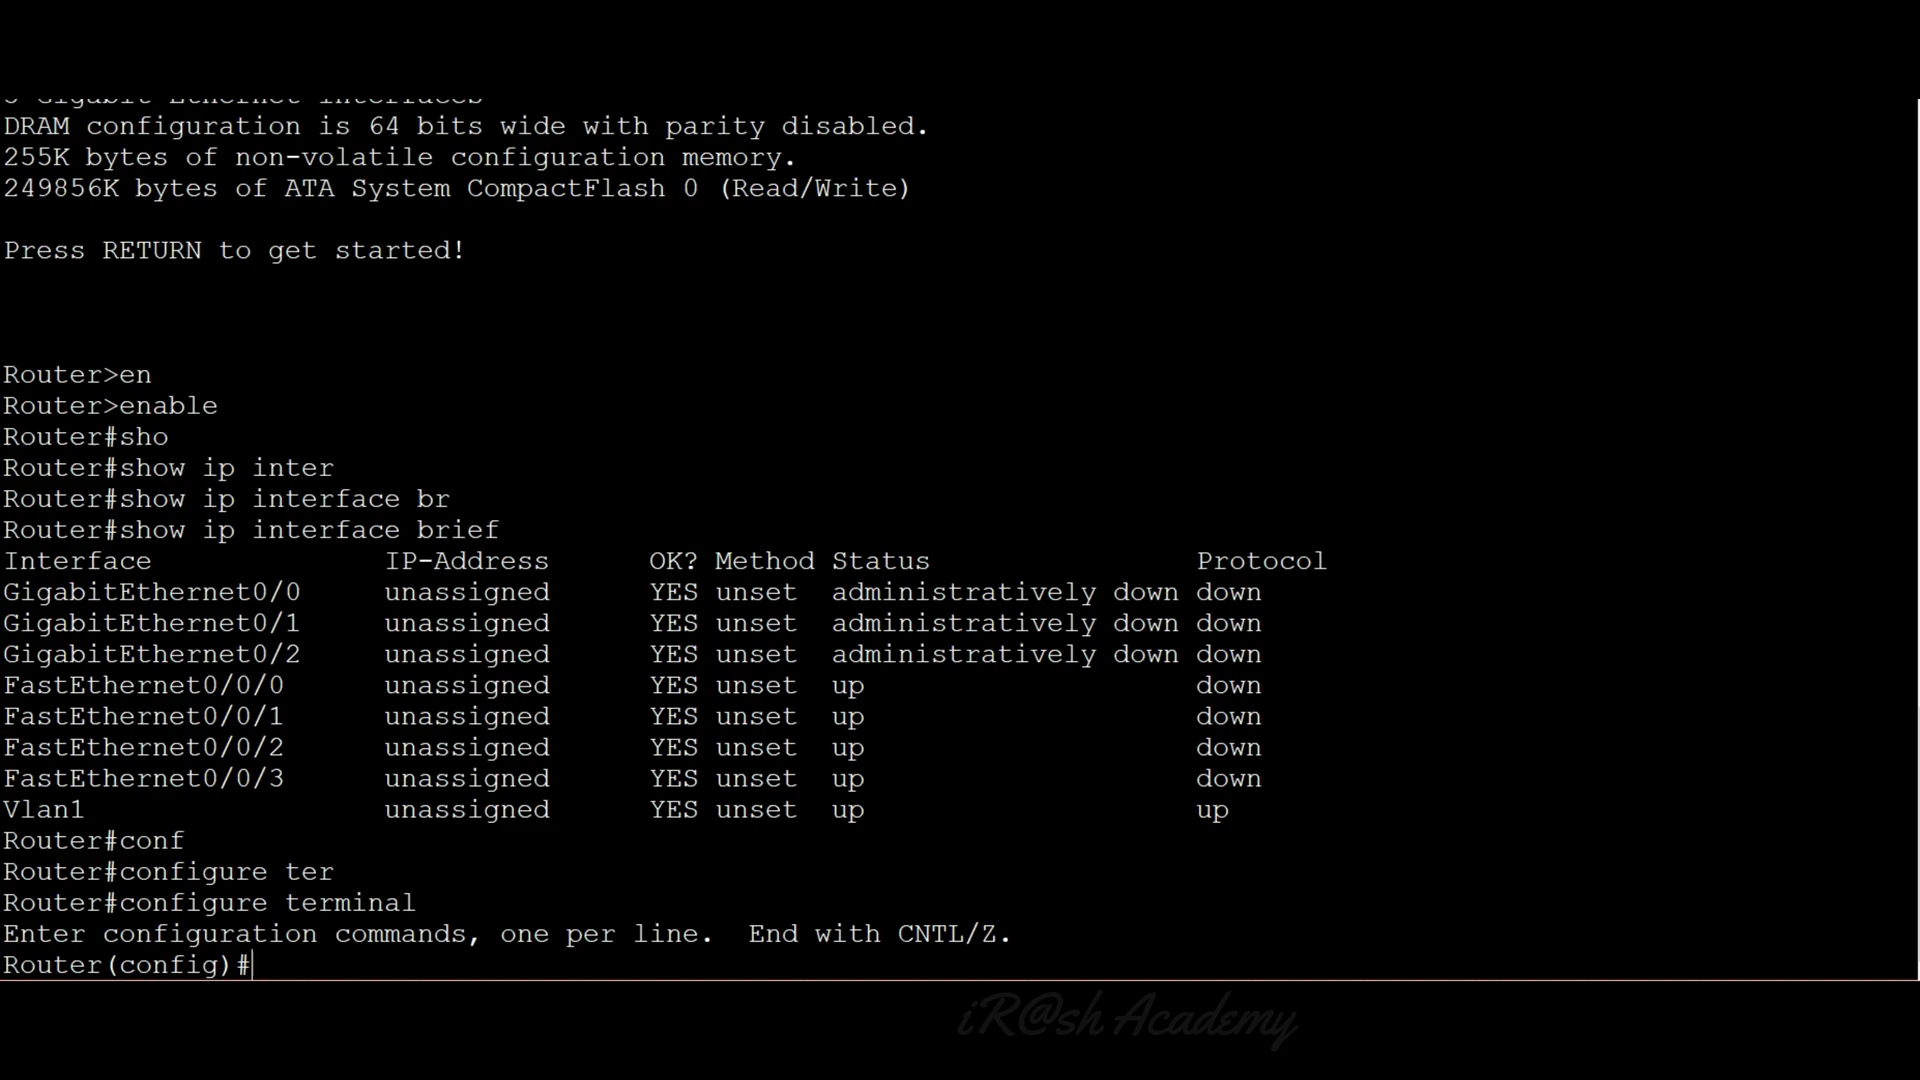 3 Gigabit Ethernet interfaces
DRAM configuration is 64 bits wide with parity disabled.
255K bytes of non-volatile configuration memory.
249856K bytes of ATA System CompactFlash 0 (Read/Write)
Press RETURN to get started!
Router>en
Router>enable
Router#sho
Router#show ip inter
Router#show ip interface br
Router#show ip interface brief
Interface IP-Address OK? Method Status Protocol
GigabitEthernet0/0 unassigned YES unset administratively down down
GigabitEthernet0/1 unassigned YES unset administratively down down
GigabitEthernet0/2 unassigned YES unset administratively down down
FastEthernet0/0/0 unassigned YES unset up down
FastEthernet0/0/1 unassigned YES unset up down
FastEthernet0/0/2 unassigned YES unset up down
FastEthernet0/0/3 unassigned YES unset up down
Vlan1 unassigned YES unset up up
Router#conf
Router#configure ter
Router#configure terminal
Enter configuration commands, one per line. End with CNTL/Z.
Router(config)#
iR@sh Academy